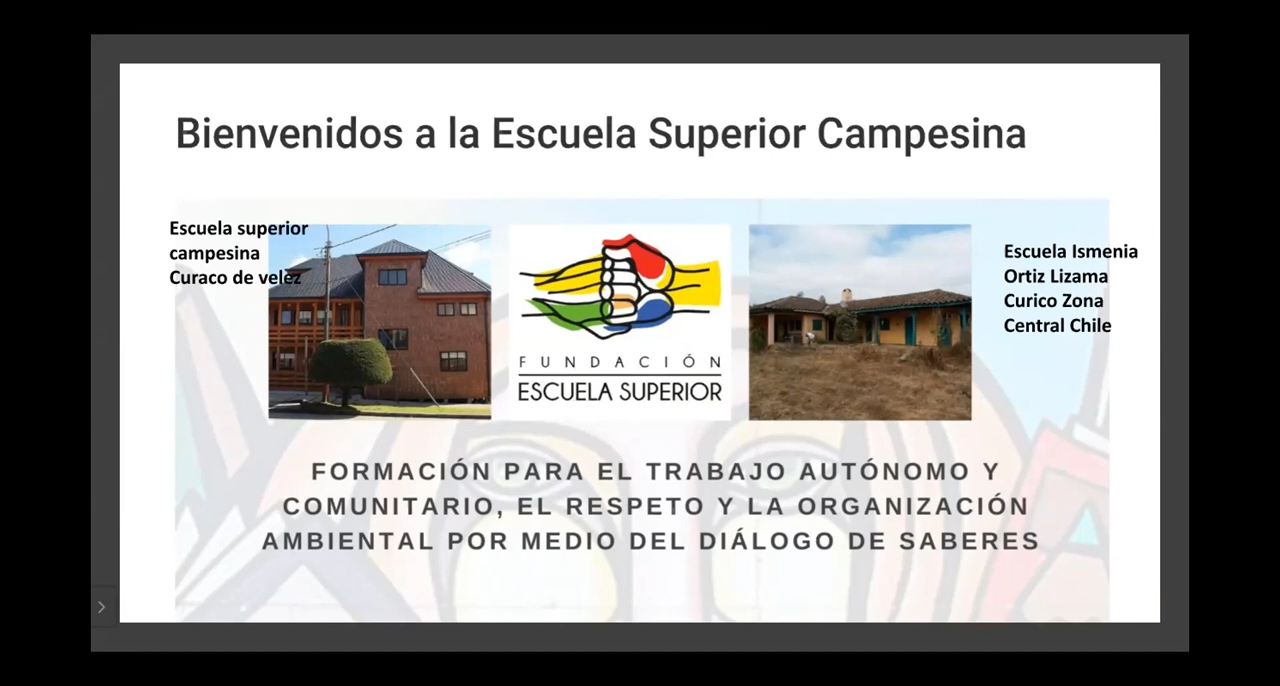 Bienvenidos a la Escuela Superior Campesina
Escuela superior
campesina
Curaco de velez
FUNDACIÓN
ESCUELA SUPERIOR
Escuela Ismenia
Ortiz Lizama
Curico Zona
Central Chile
FORMACIÓN PARA EL TRABAJO AUTÓNOMO Y
COMUNITARIO, EL RESPETO Y LA ORGANIZACIÓN
AMBIENTAL POR MEDIO DEL DIÁLOGO DE SABERES